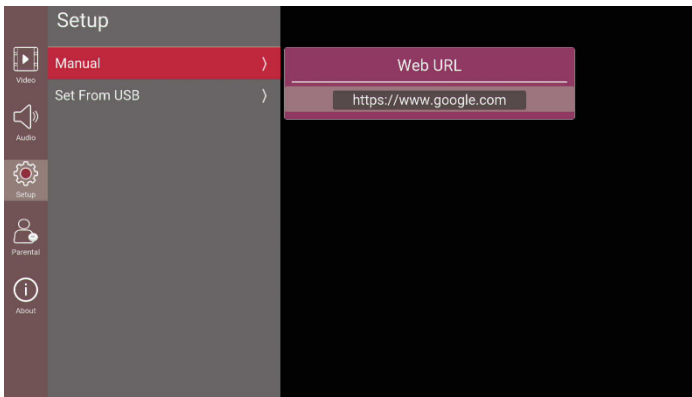 Setup
Video
Audio
Setup
Parental
About
Manual
Set From USB
Web URL
https://www.google.com